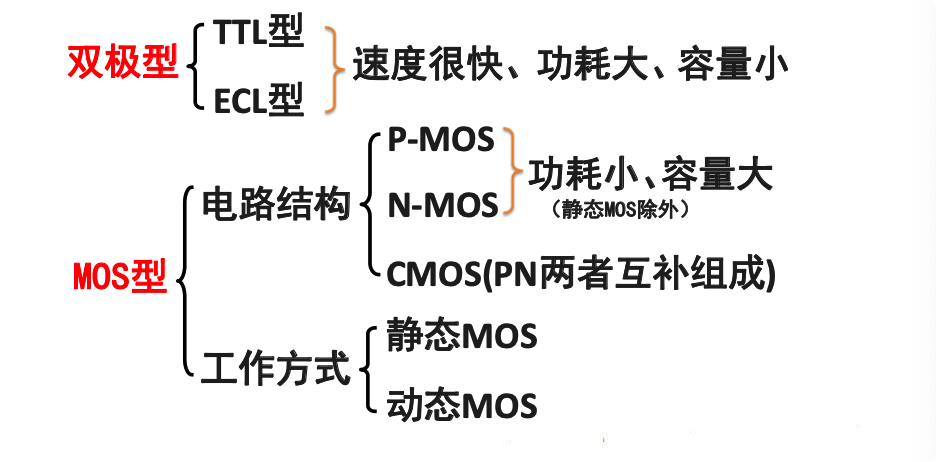 双极型
TTL型
ECL型
速度很快、功耗大、容量小
MOS型
电路结构
P-MOS
N-MOS
功耗小、容量大
（静态MOS除外）
CMOS(PN两者互补组成)
工作方式
静态MOS
动态MOS